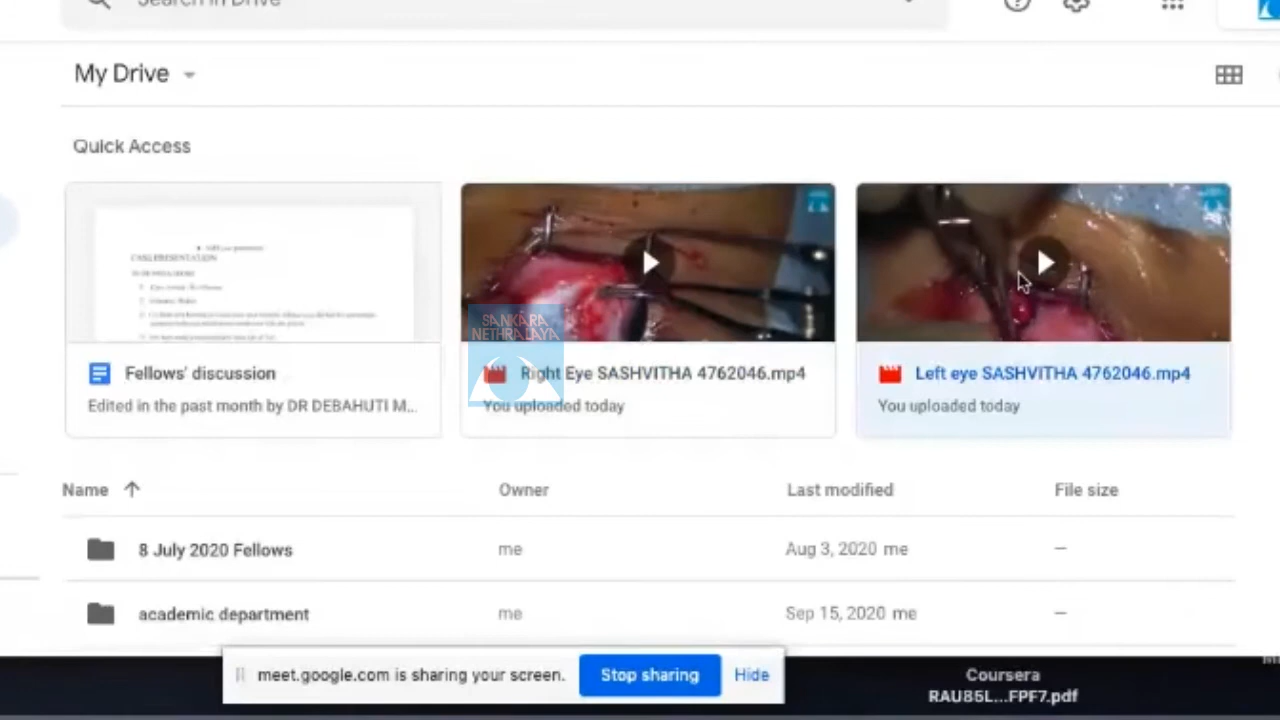 Search in Drive
My Drive
Quick Access
CASE PRESENTATION
SANKARA
NETHRALAYA
Fellows' discussion
Edited in the past month by DR DEBAHUTI M...
Right Eye SASHVITHA 4762046.mp4
You uploaded today
Left eye SASHVITHA 4762046.mp4
You uploaded today
Name Owner Last modified File size
8 July 2020 Fellows me Aug 3, 2020 me —
academic department me Sep 15, 2020 me —
meet.google.com is sharing your screen. Stop sharing Hide
Coursera
RAU85L...FPF7.pdf